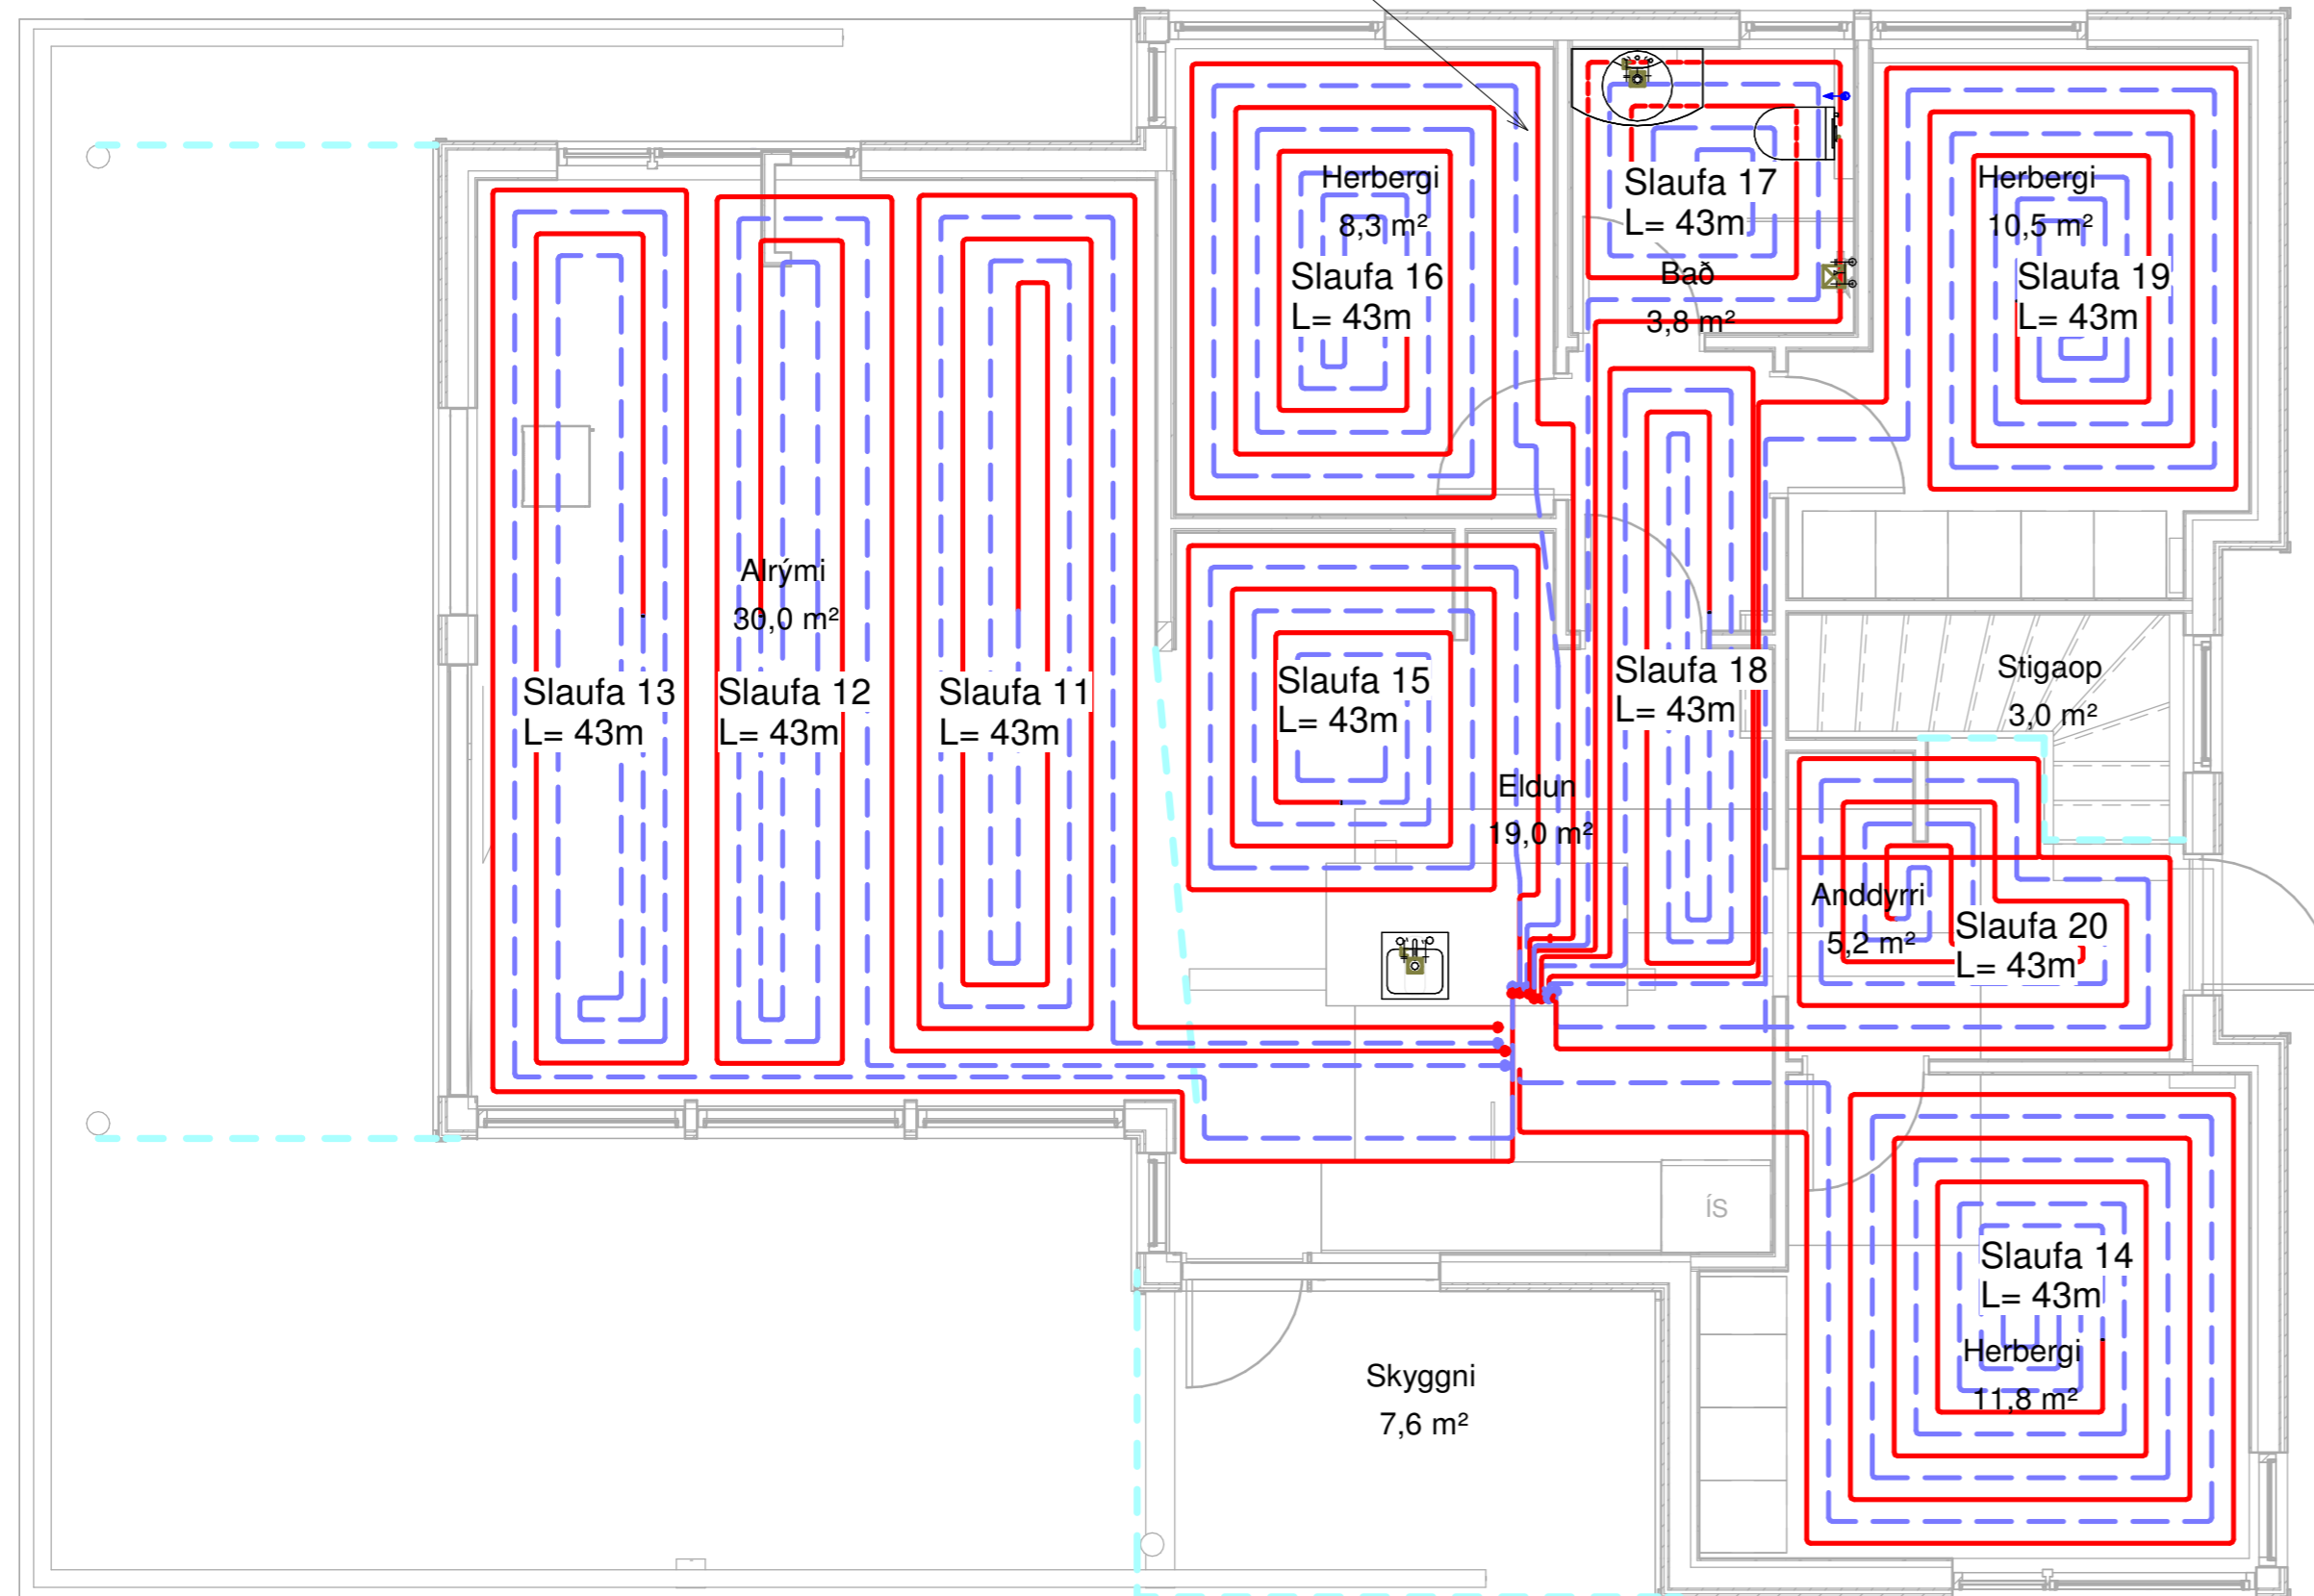 Herbergi
8,3 m²
Slaufa 16
L= 43m
Slaufa 17
L= 43m
Bað
3,8 m²
Herbergi
10,5 m²
Slaufa 19
L= 43m
Alrými
30,0 m²
Slaufa 13
L= 43m
Slaufa 12
L= 43m
Slaufa 11
L= 43m
Slaufa 15
L= 43m
Slaufa 18
L= 43m
Stigaop
3,0 m²
Eldun
19,0 m²
Anddyrri
5,2 m²
Slaufa 20
L= 43m
ÍS
Slaufa 14
L= 43m
Herbergi
11,8 m²
Skyggni
7,6 m²